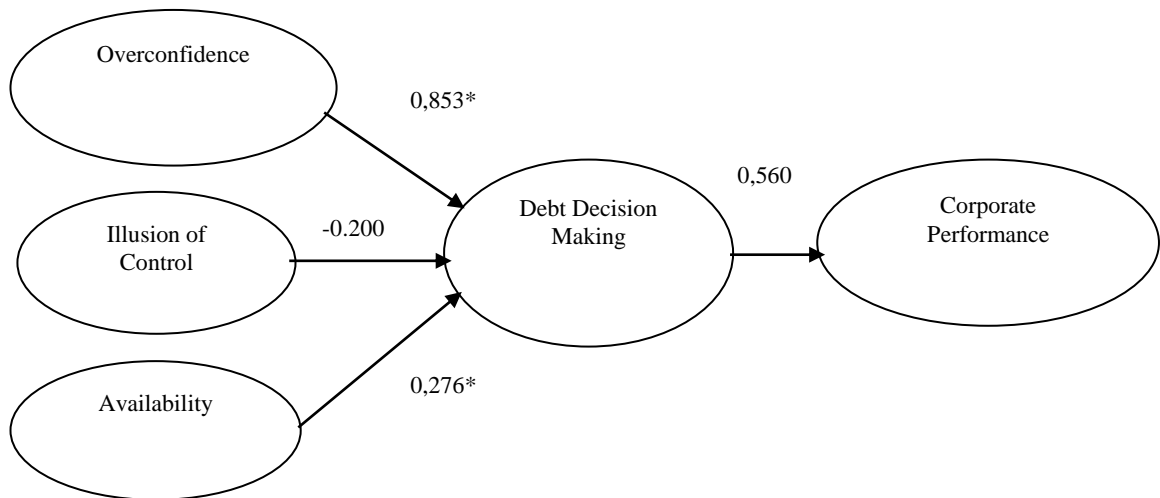 Overconfidence
0,853*
0,560
Debt Decision
Making
Corporate
Performance
Illusion of
Control
-0.200
Availability
0,276*